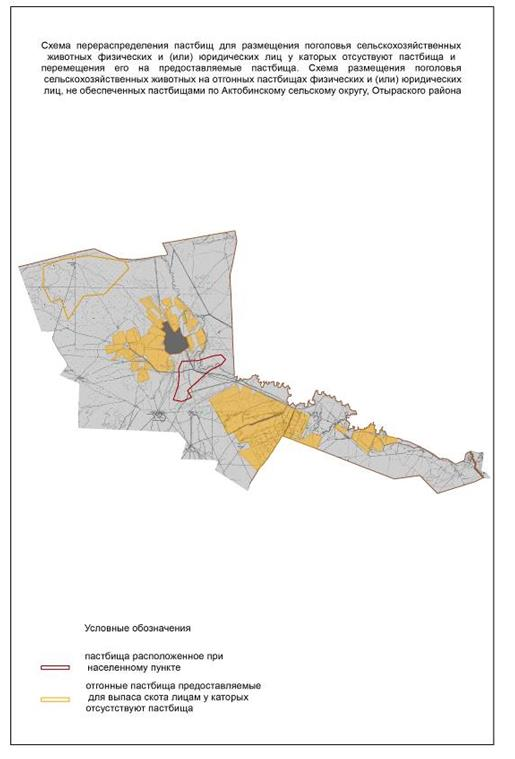 Схема перераспределения пастбищ для размещения поголовья сельскохозяйственных
животных физических и (или) юридических лиц у которых отсуствуют пастбища и
перемещения его на предоставляемые пастбища. Схема размещения поголовья
сельскохозяйственных животных на отгонных пастбищах физических и (или) юридических
лиц, не обеспеченных пастбищами по Актобинскому сельскому округу, Отыраского района
Условные обозначения
пастбища расположенное при
населенному пункте
отгонные пастбища предоставляемые
для выпаса скота лицам у каторых
отсустствуют пастбища